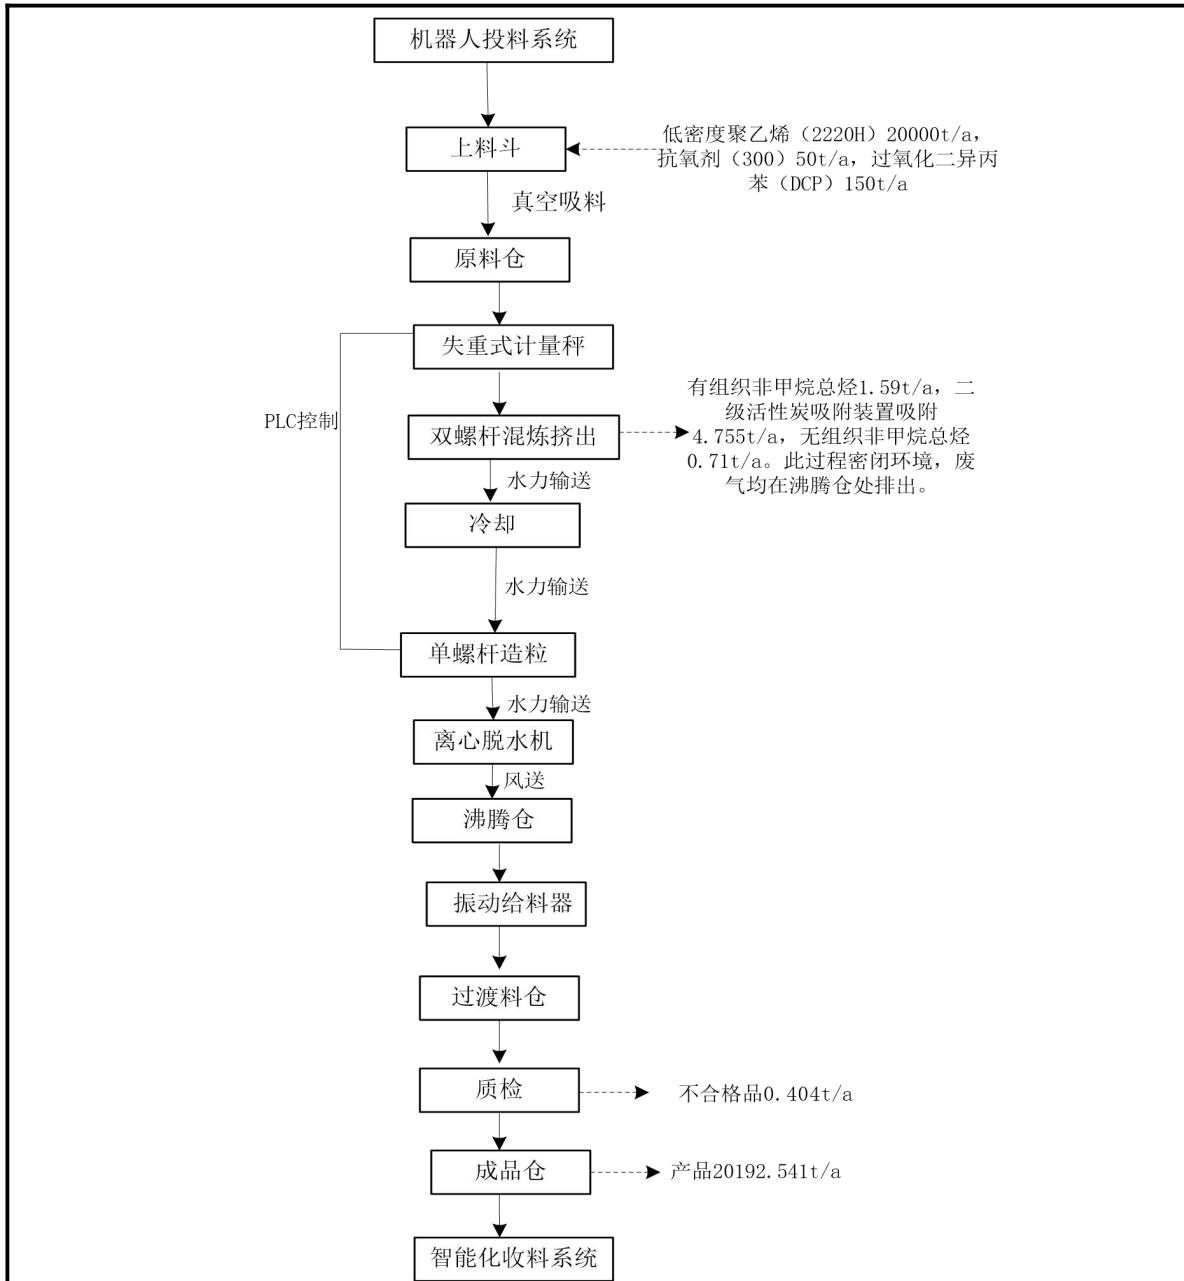 机器人投料系统
上料斗
低密度聚乙烯（2220H）20000t/a，
抗氧剂（300）50t/a，过氧化二异丙
苯（DCP）150t/a
真空吸料
原料仓
失重式计量秤
PLC控制
双螺杆混炼挤出
有组织非甲烷总烃1.59t/a，二
级活性炭吸附装置吸附
4.755t/a，无组织非甲烷总烃
0.71t/a。此过程密闭环境，废
气均在沸腾仓处排出。
水力输送
冷却
水力输送
单螺杆造粒
水力输送
离心脱水机
风送
沸腾仓
振动给料器
过渡料仓
质检
不合格品0.404t/a
成品仓
产品20192.541t/a
智能化收料系统